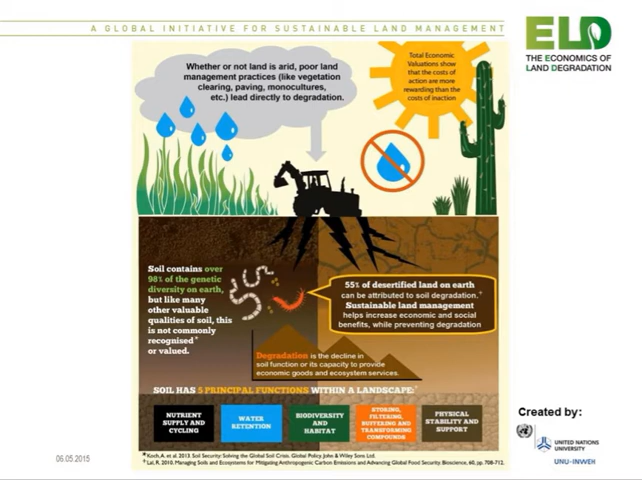 A GLOBAL INITIATIVE FOR SUSTAINABLE LAND MANAGEMENT
ELD
THE ECONOMICS OF
LAND DEGRADATION
Whether or not land is arid, poor land
management practices (like vegetation
clearing, paving, monocultures,
etc.) lead directly to degradation.
Total Economic
Valuations show
that the costs of
action are more
rewarding than the
costs of inaction
Soil contains over
98% of the genetic
diversity on earth,
but like many
other valuable
qualities of soil, this
is not commonly
recognised*
or valued.
55% of desertified land on earth
can be attributed to soil degradation.+
Sustainable land management
helps increase economic and social
benefits, while preventing degradation
Degradation is the decline in
soil function or its capacity to provide
economic goods and ecosystem services.
SOIL HAS 5 PRINCIPAL FUNCTIONS WITHIN A LANDSCAPE:*
NUTRIENT
SUPPLY AND
CYCLING
WATER
RETENTION
BIODIVERSITY
AND
HABITAT
STORING,
FILTERING,
BUFFERING AND
TRANSFORMING
COMPOUNDS
PHYSICAL
STABILITY AND
SUPPORT
* Koch, A. et al. 2013. Soil Security: Solving the Global Soil Crisis. Global Policy. John & Wiley Sons Ltd.
+ Lal, R. 2010. Managing Soils and Ecosystems for Mitigating Anthropogenic Carbon Emissions and Advancing Global Food Security. Bioscience, 60, pp. 708-712.
Created by:
UNITED NATIONS
UNIVERSITY
UNU-INWEH
06.05.2015